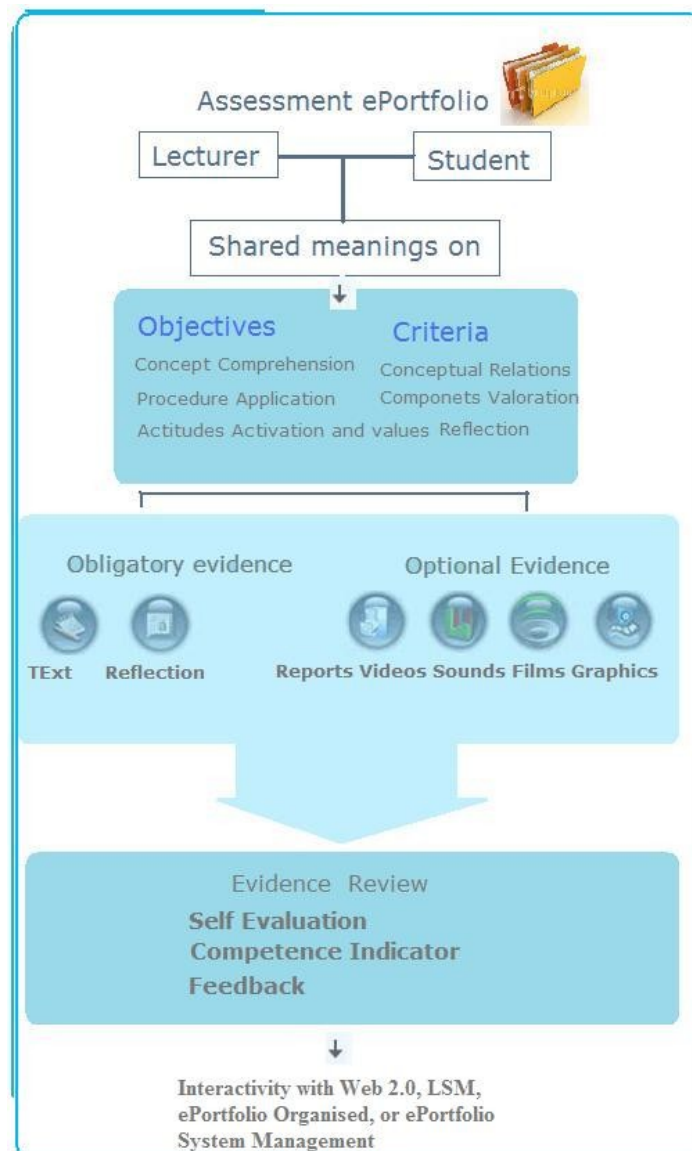 Assessment ePortfolio
Lecturer
Student
Shared meanings on
Objectives
Criteria
Concept Comprehension
Conceptual Relations
Procedure Application
Componets Valoration
Actitudes Activation and values
Reflection
Obligatory evidence
Optional Evidence
TExt
Reflection
Reports Videos Sounds Films Graphics
Evidence Review
Self Evaluation
Competence Indicator
Feedback
Interactivity with Web 2.0, LSM,
ePortfolio Organised, or ePortfolio
System Management